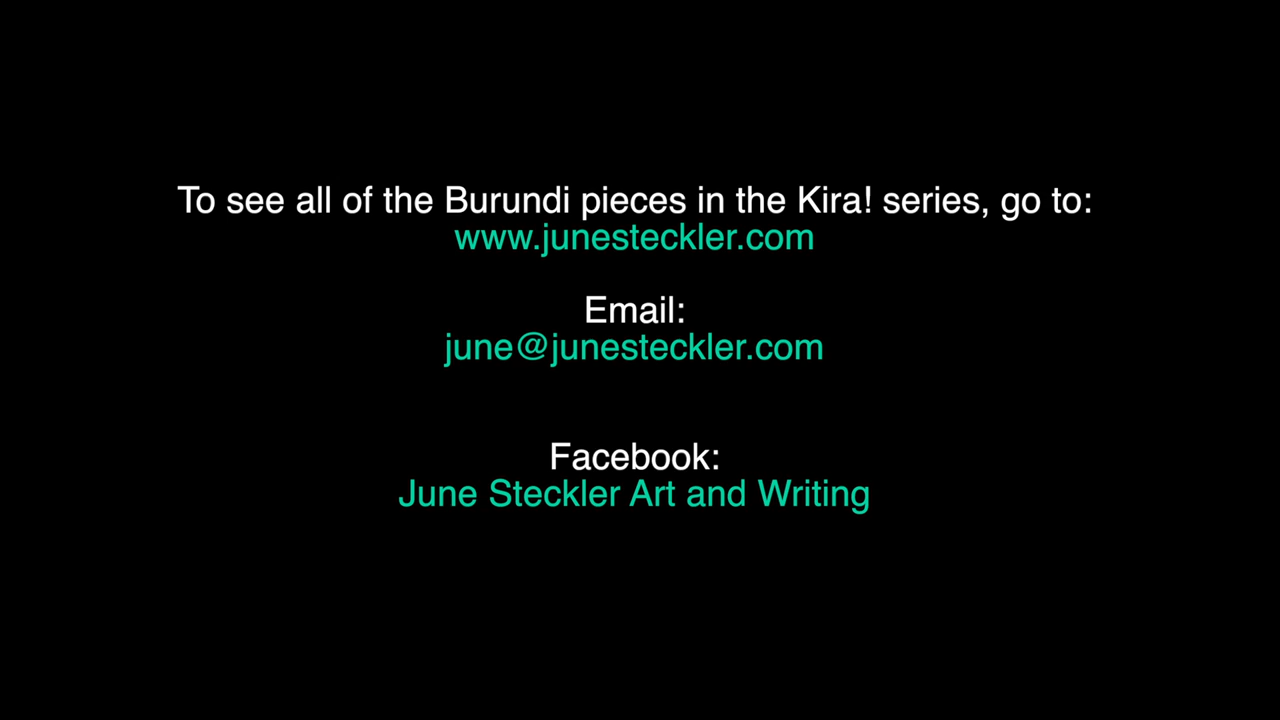 To see all of the Burundi pieces in the Kira! series, go to:
www.junesteckler.com
Email:
june@junesteckler.com
Facebook:
June Steckler Art and Writing